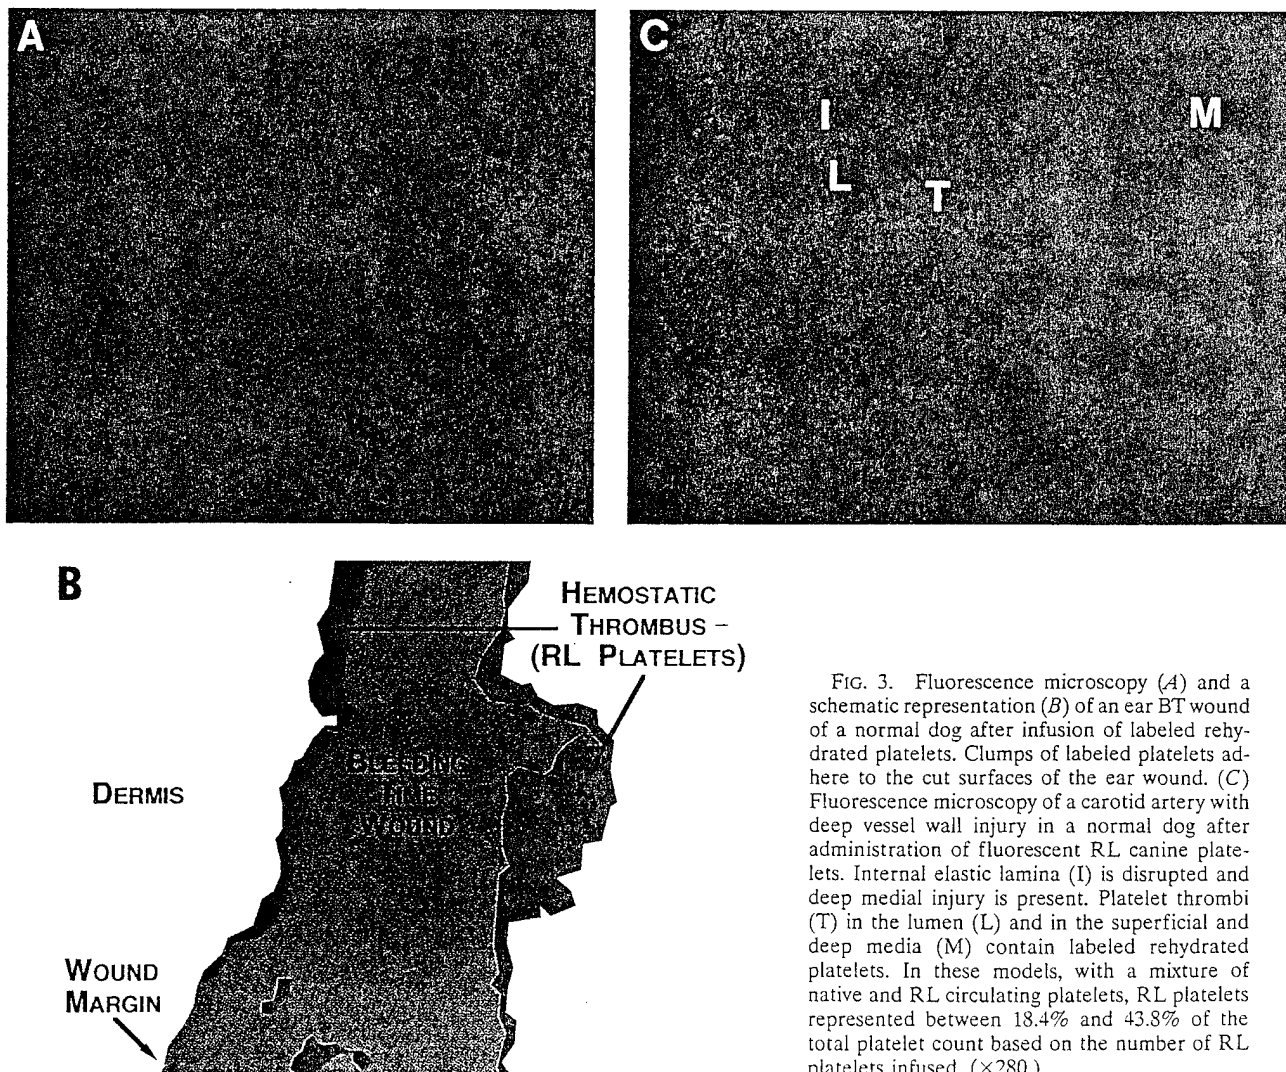 A
C
I
M
L
T
B
HEMOSTATIC
THROMBUS –
(RL PLATELETS)
BLEEDING
TIME
WOUND
DERMIS
WOUND
MARGIN
FIG. 3. Fluorescence microscopy (A) and a
schematic representation (B) of an ear BT wound
of a normal dog after infusion of labeled rehy-
drated platelets. Clumps of labeled platelets ad-
here to the cut surfaces of the ear wound. (C)
Fluorescence microscopy of a carotid artery with
deep vessel wall injury in a normal dog after
administration of fluorescent RL canine plate-
lets. Internal elastic lamina (I) is disrupted and
deep medial injury is present. Platelet thrombi
(T) in the lumen (L) and in the superficial and
deep media (M) contain labeled rehydrated
platelets. In these models, with a mixture of
native and RL circulating platelets, RL platelets
represented between 18.4% and 43.8% of the
total platelet count based on the number of RL
platelets infused. (×280.)